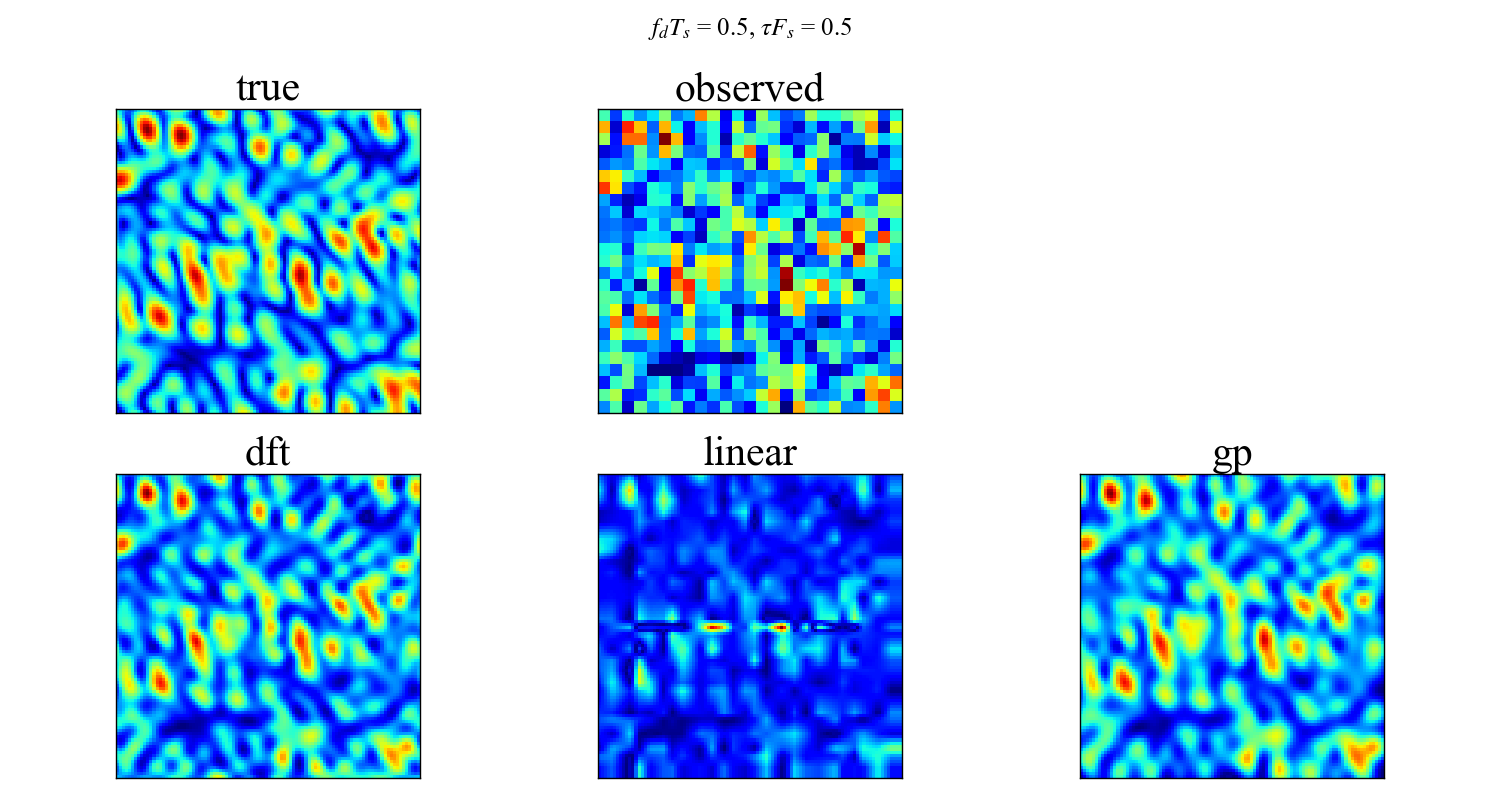 f_d T_s = 0.5, τF_s = 0.5
true
observed
dft
linear
gp